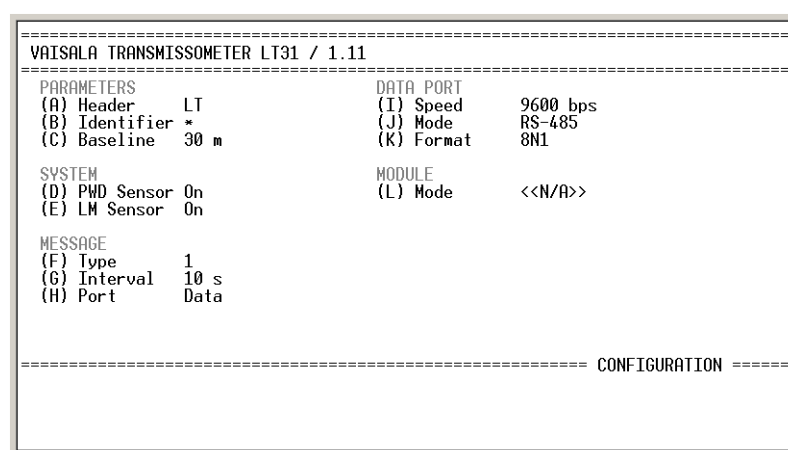 ================================================================================
VAISALA TRANSMISSOMETER LT31 / 1.11
================================================================================
PARAMETERS DATA PORT
(A) Header LT (I) Speed 9600 bps
(B) Identifier * (J) Mode RS-485
(C) Baseline 30 m (K) Format 8N1
SYSTEM MODULE
(D) PWD Sensor On (L) Mode <<N/A>>
(E) LM Sensor On
MESSAGE
(F) Type 1
(G) Interval 10 s
(H) Port Data
============================================================ CONFIGURATION ======